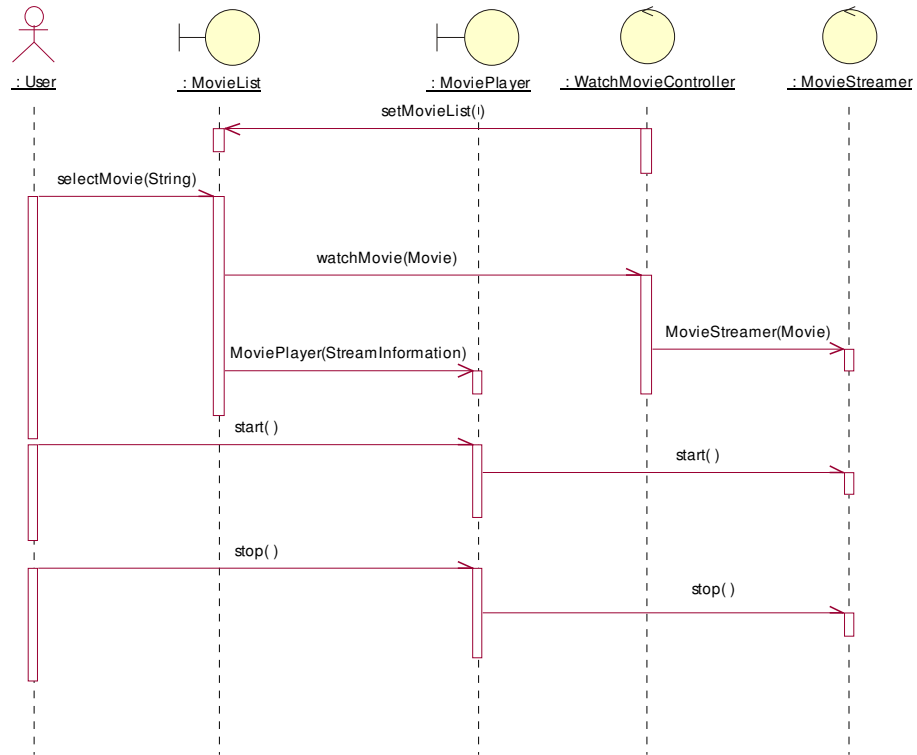 : User
: MovieList
: MoviePlayer
: WatchMovieController
: MovieStreamer
setMovieList()
selectMovie(String)
watchMovie(Movie)
MovieStreamer(Movie)
MoviePlayer(StreamInformation)
start( )
start( )
stop( )
stop( )